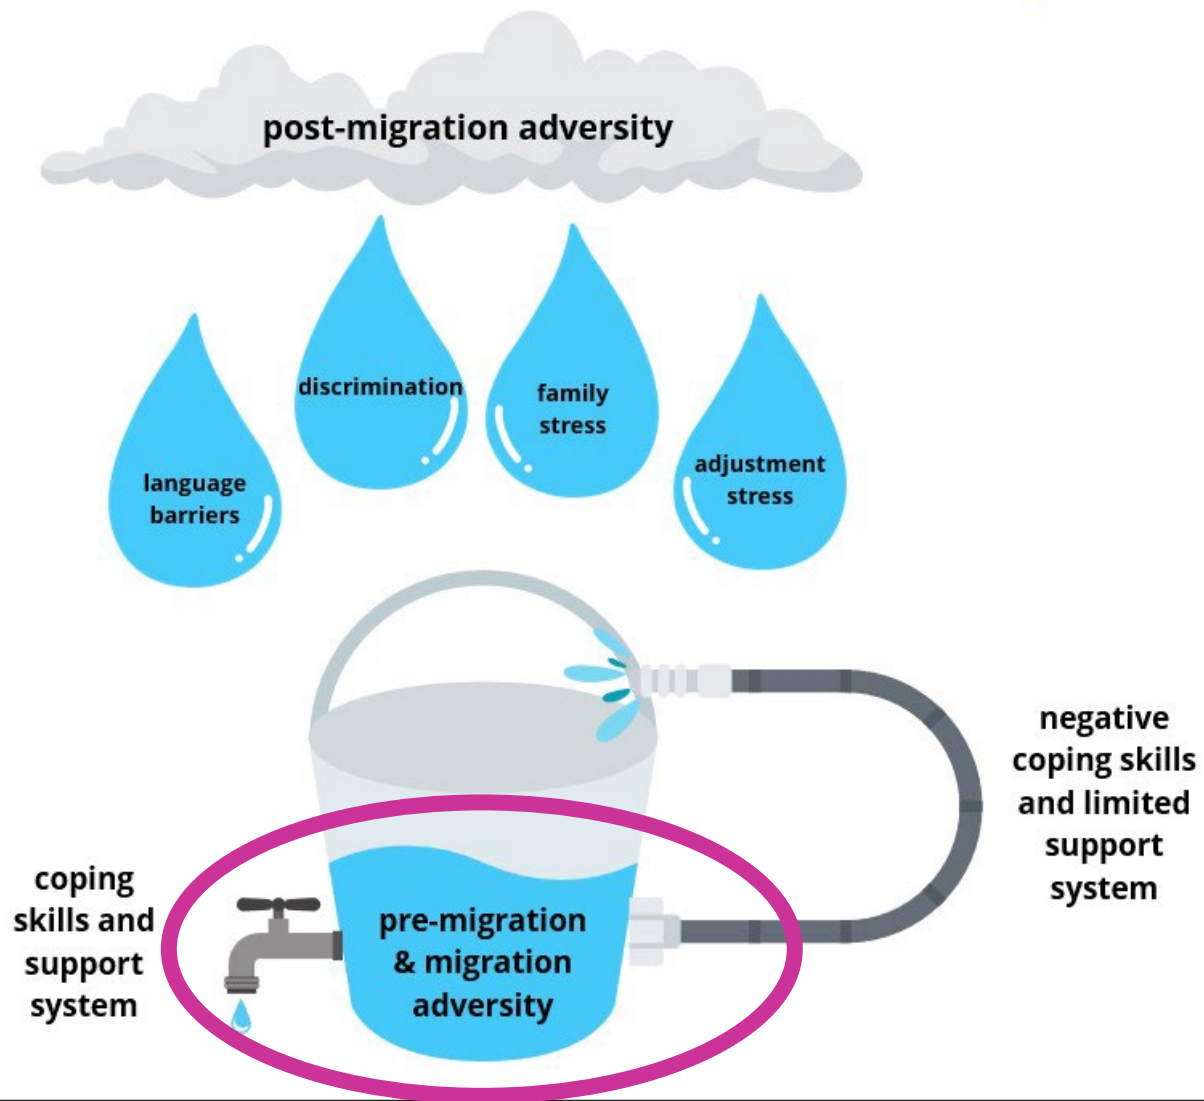 post-migration adversity
discrimination
family
stress
adjustment
stress
language
barriers
negative
coping skills
and limited
support
system
coping
skills and
support
system
pre-migration
& migration
adversity